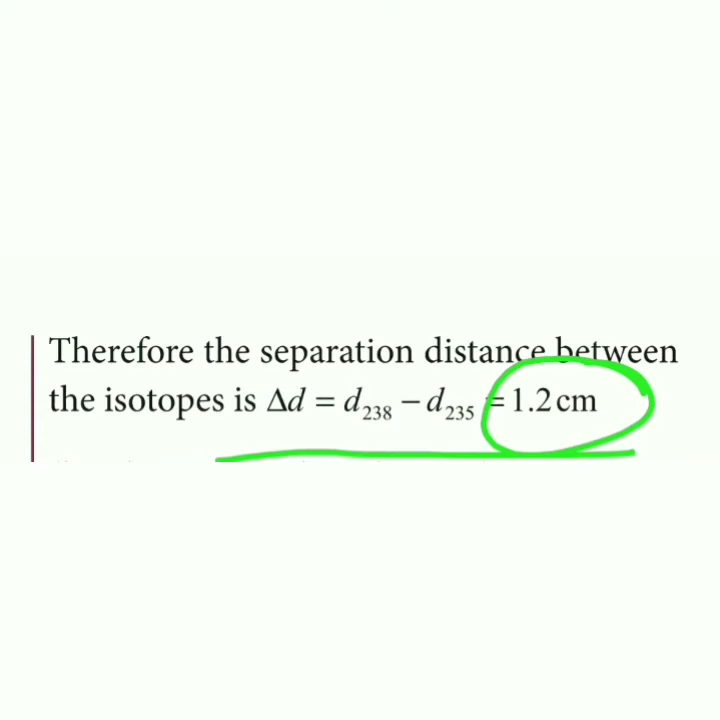 Therefore the separation distance between
the isotopes is Δd = d₂₃₈ − d₂₃₅ = 1.2 cm